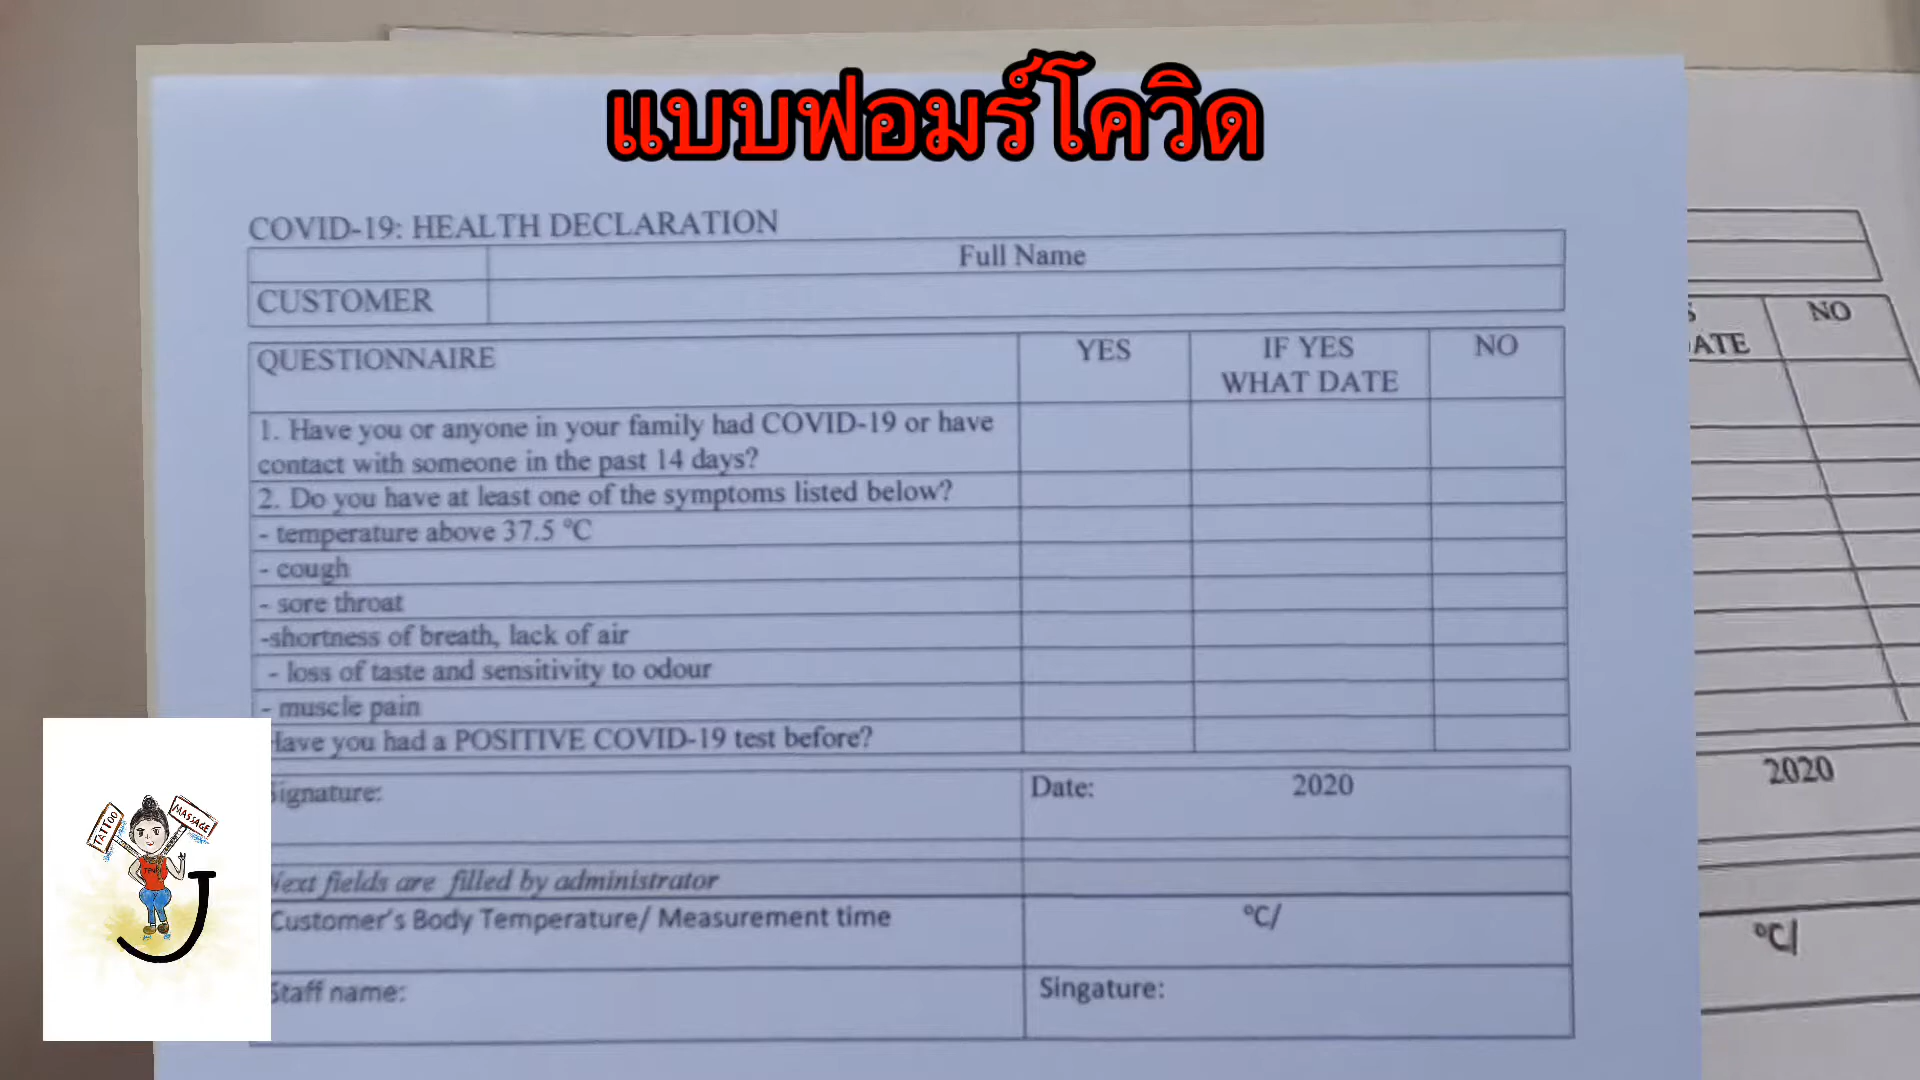 แบบฟอมร์โควิด
COVID-19: HEALTH DECLARATION
Full Name
CUSTOMER
QUESTIONNAIRE
YES
IF YES
WHAT DATE
NO
1. Have you or anyone in your family had COVID-19 or have
contact with someone in the past 14 days?
2. Do you have at least one of the symptoms listed below?
- temperature above 37.5 °C
- cough
- sore throat
-shortness of breath, lack of air
- loss of taste and sensitivity to odour
- muscle pain
Have you had a POSITIVE COVID-19 test before?
Signature:
Date: 2020
Next fields are filled by administrator
Customer's Body Temperature/ Measurement time
°C/
Staff name:
Singature:
TATTOO
MASSAGE
J
NO
ATE
2020
°C/